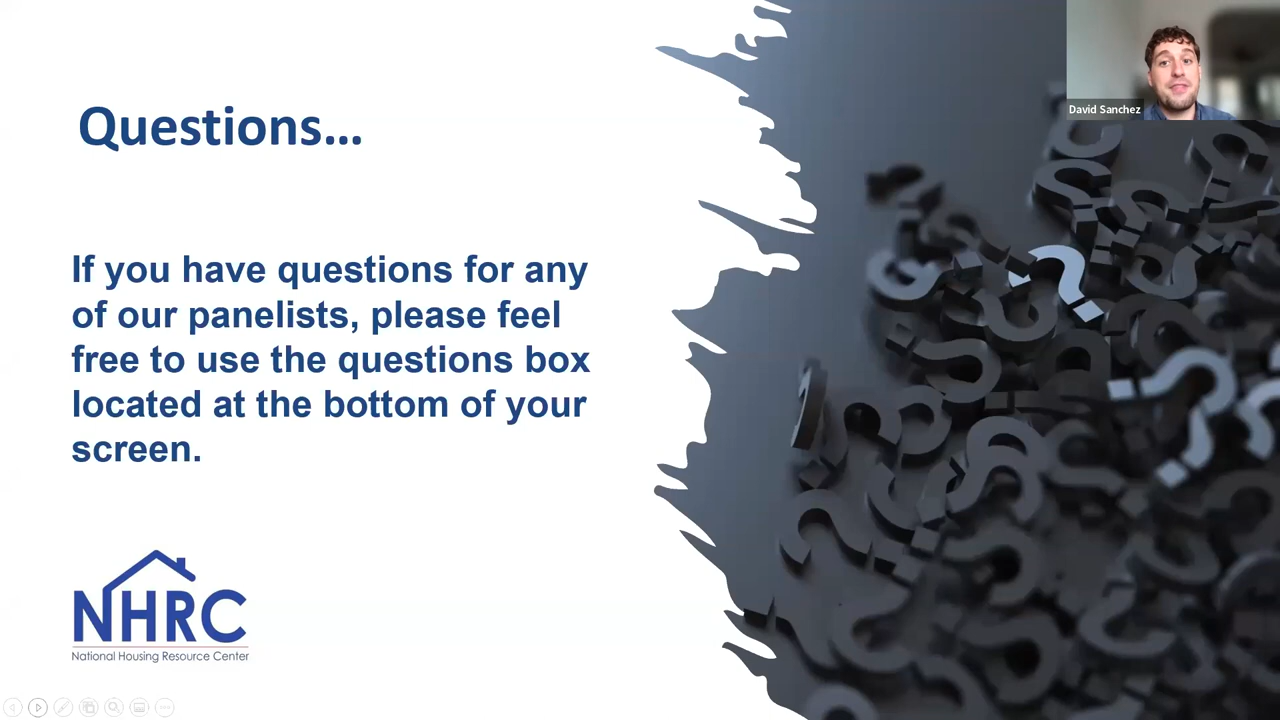 David Sanchez
Questions...
If you have questions for any
of our panelists, please feel
free to use the questions box
located at the bottom of your
screen.
NHRC
National Housing Resource Center